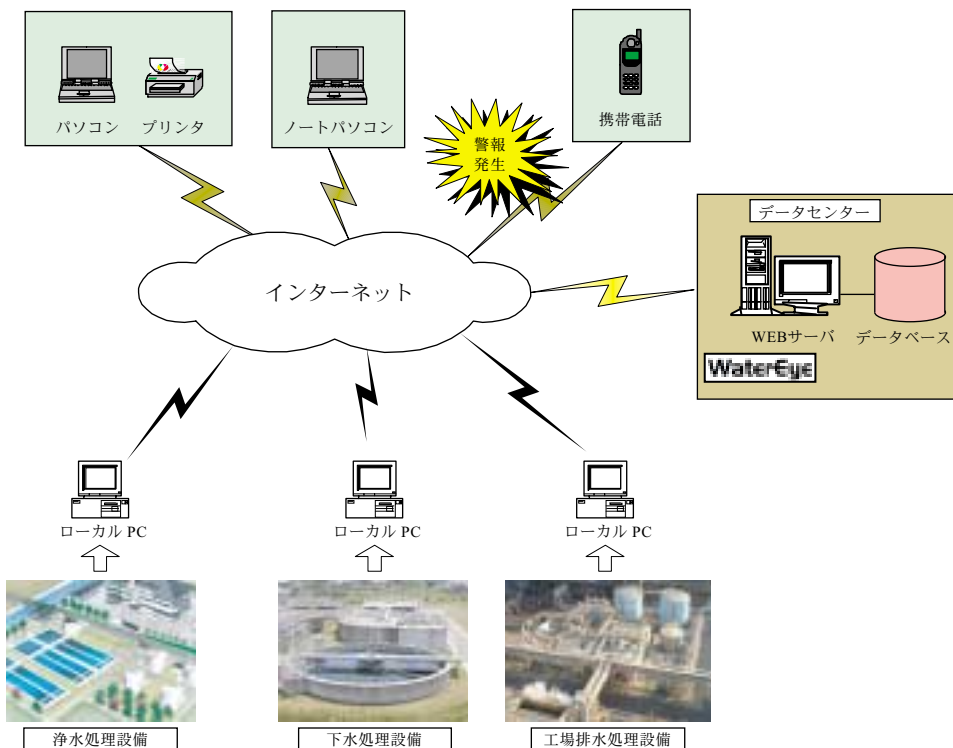 パソコン プリンタ
ノートパソコン
携帯電話
警報
発生
データセンター
インターネット
WEBサーバ データベース
WaterEye
ローカル PC
ローカル PC
ローカル PC
浄水処理設備
下水処理設備
工場排水処理設備